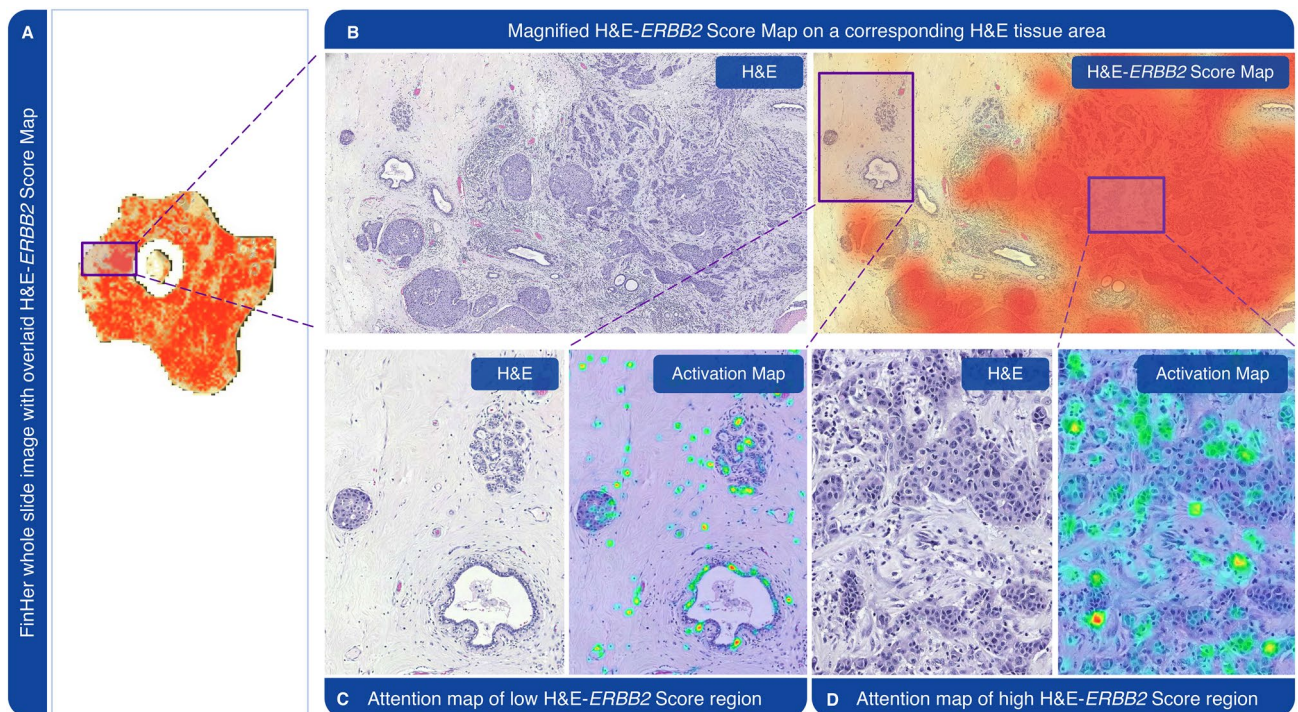 A
FinHer whole slide image with overlaid H&E-ERBB2 Score Map
B
Magnified H&E-ERBB2 Score Map on a corresponding H&E tissue area
H&E
H&E-ERBB2 Score Map
H&E
Activation Map
H&E
Activation Map
C Attention map of low H&E-ERBB2 Score region
D Attention map of high H&E-ERBB2 Score region